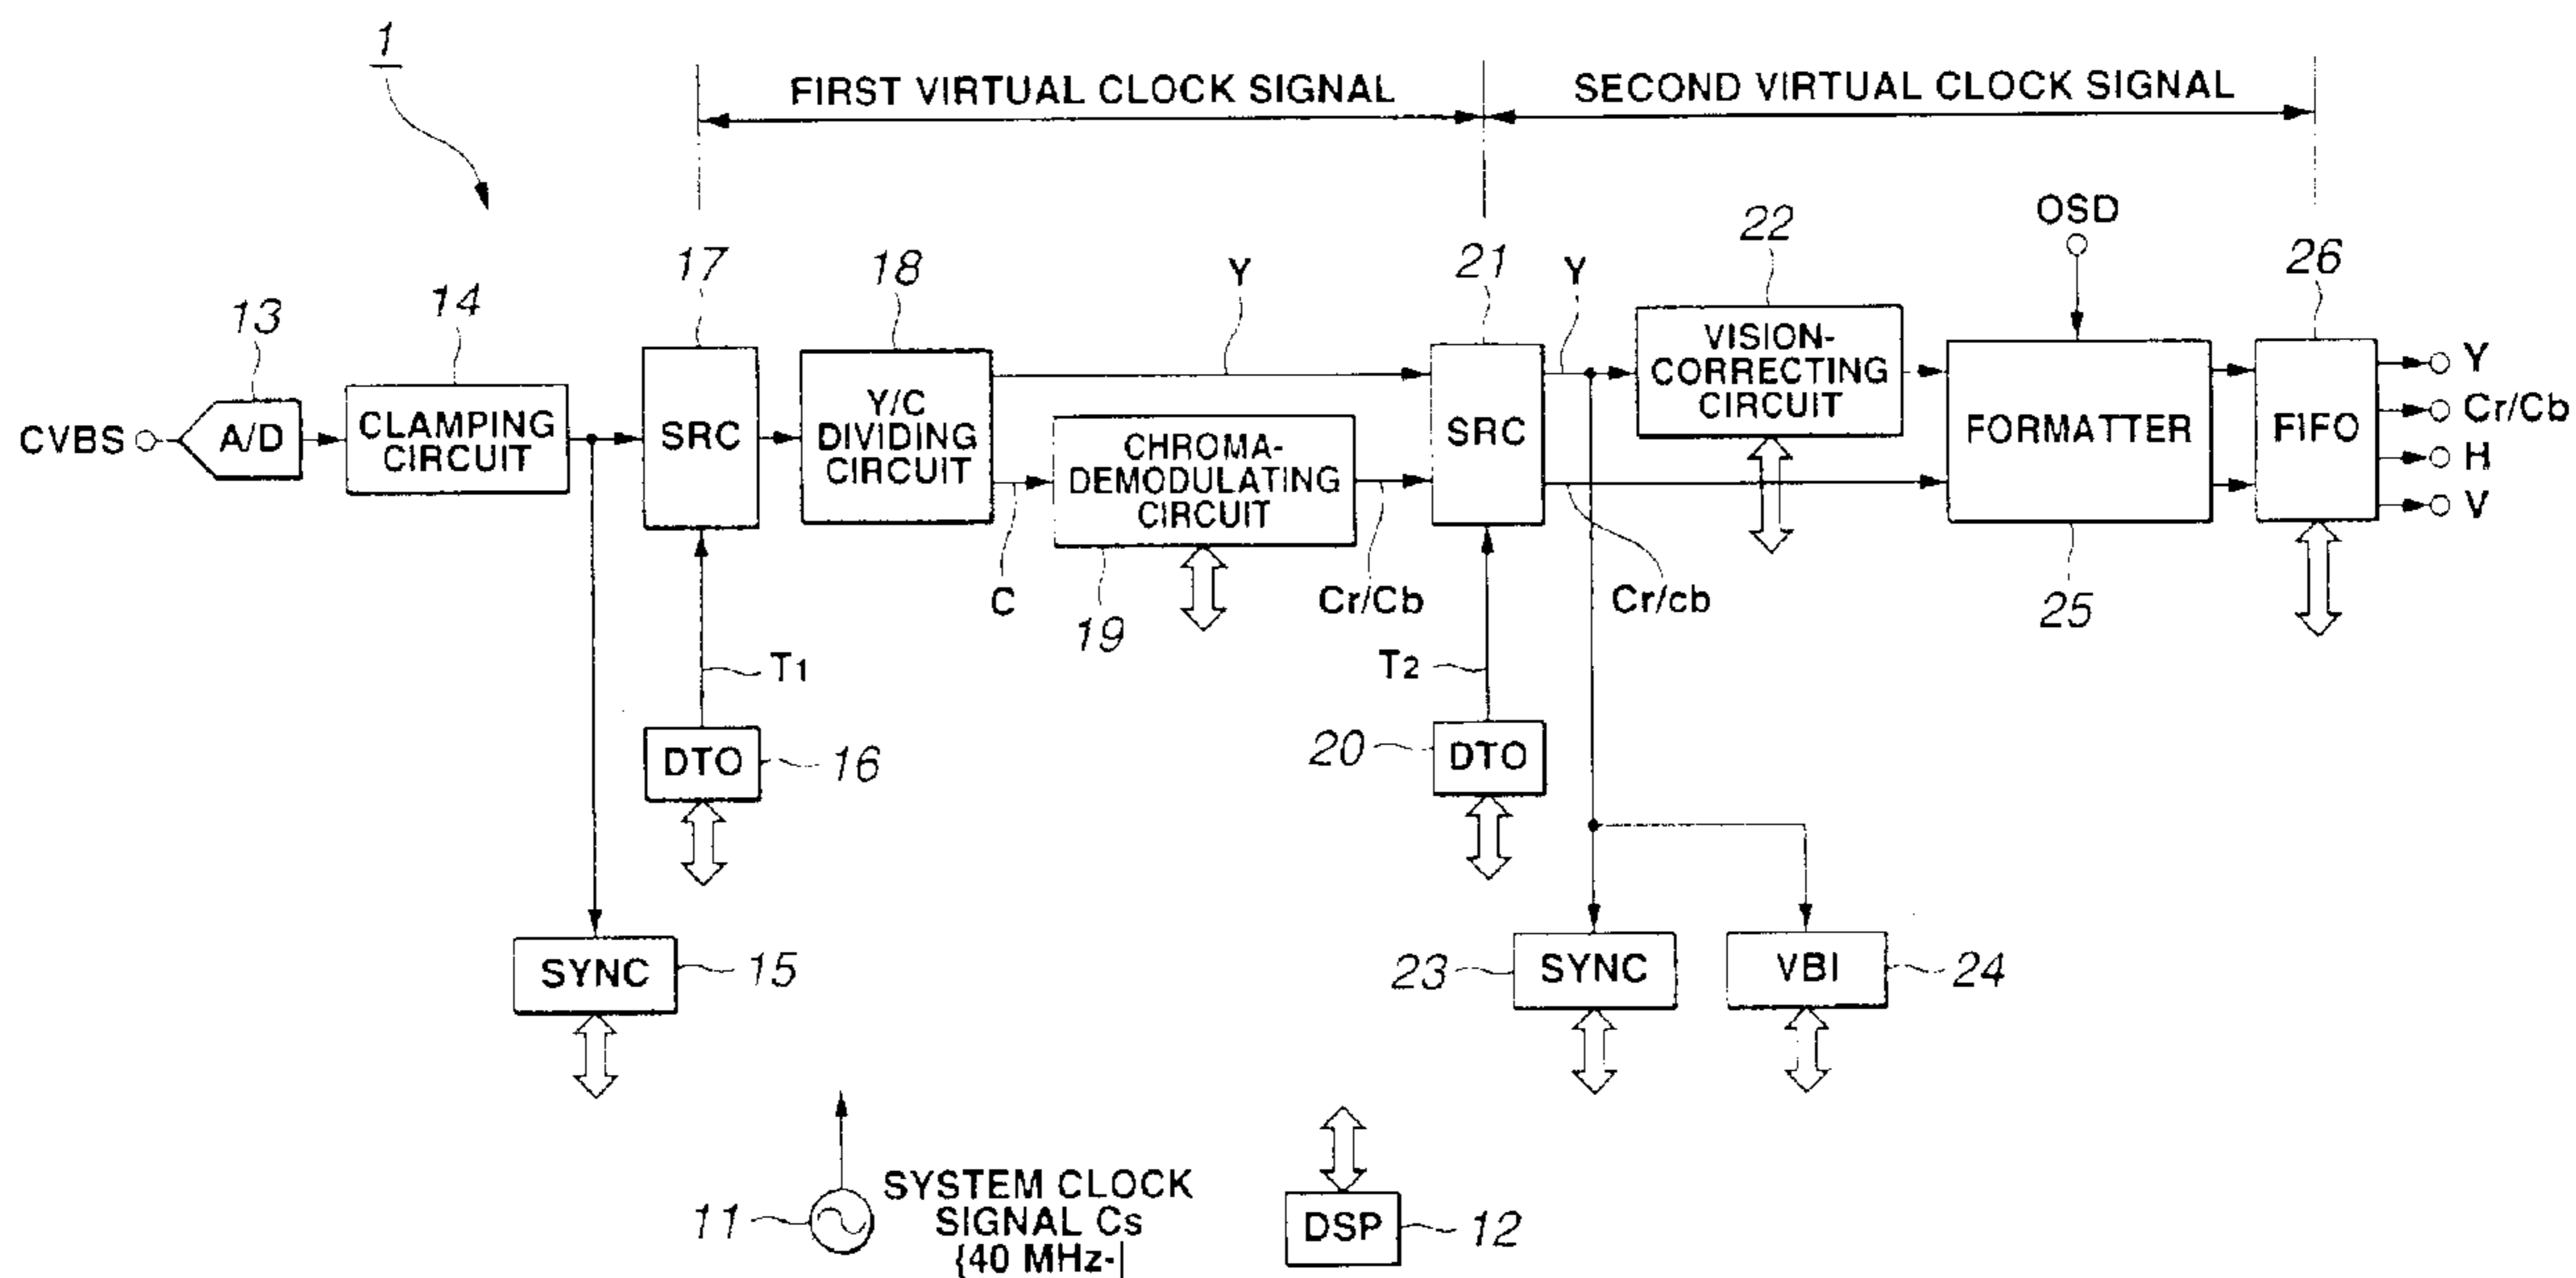 1
FIRST VIRTUAL CLOCK SIGNAL
SECOND VIRTUAL CLOCK SIGNAL
OSD
13
14
17
18
Y
21
Y
22
26
CVBS
A/D
CLAMPING
CIRCUIT
SRC
Y/C
DIVIDING
CIRCUIT
CHROMA-
DEMODULATING
CIRCUIT
SRC
VISION-
CORRECTING
CIRCUIT
FORMATTER
FIFO
Y
Cr/Cb
H
V
C
19
Cr/Cb
Cr/cb
25
T1
T2
DTO
16
20
DTO
SYNC
15
23
SYNC
VBI
24
11
SYSTEM CLOCK
SIGNAL Cs
{40 MHz-|
DSP
12